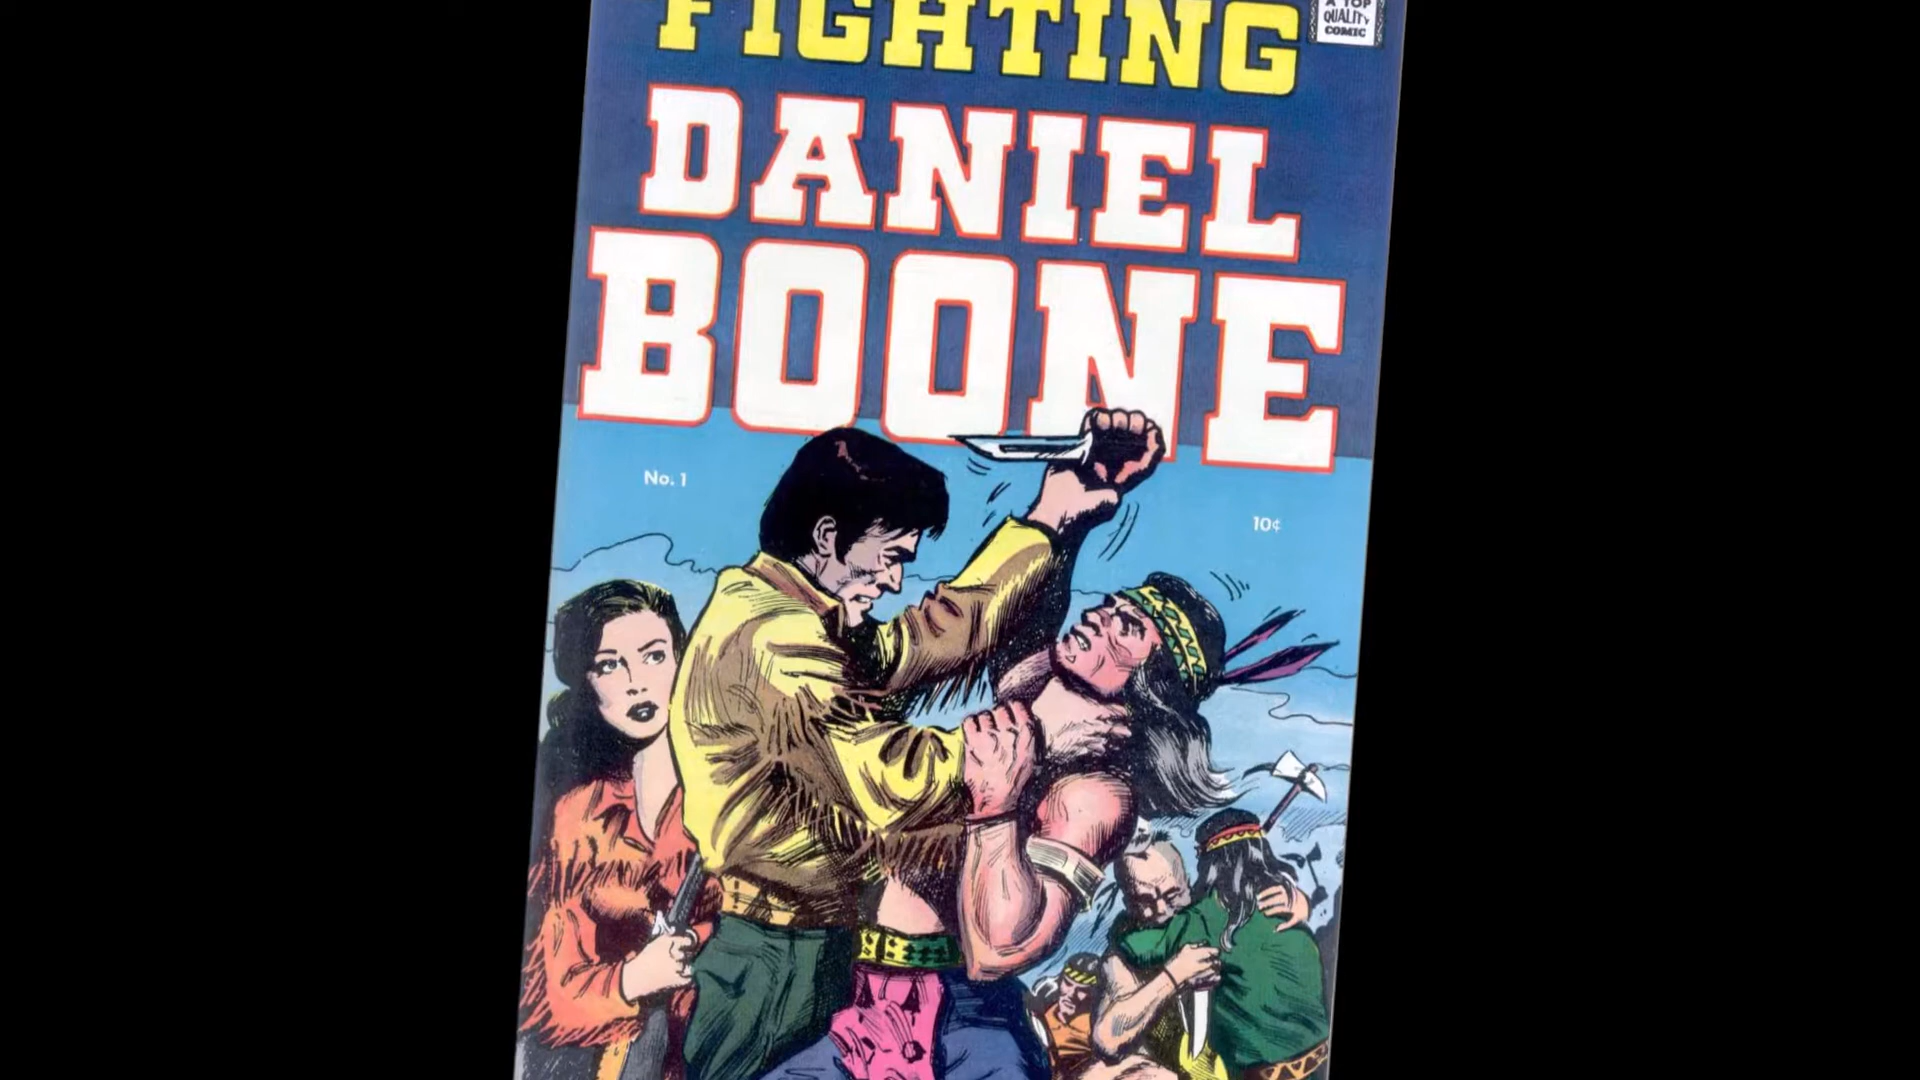 FIGHTING
A TOP
QUALITY
COMIC
DANIEL
BOONE
No. 1
10¢